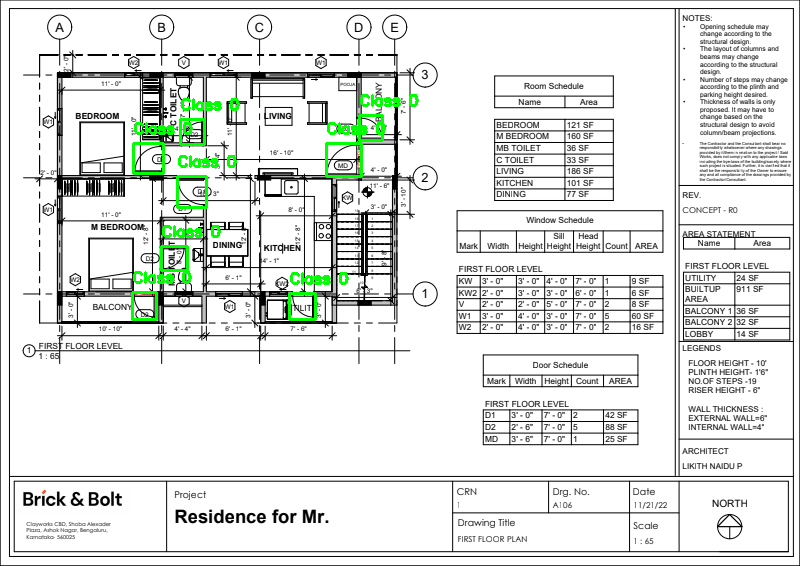 A
B
C
D
E
3
2
1
W2
V
W1
W1
11' - 0"
C TOILET
POOJA
BALCONY
BEDROOM
LIVING
Class 0
Class 0
Class 0
Class 0
16' - 10"
MD
W1
11' - 6"
KW
3' - 10"
4' - 0"
11' - 0"
8' - 0"
M BEDROOM
Class 0
DINING
KITCHEN
D2
6' - 1"
W2
Class 0
Class 0
BALCONY
V
W1
10' - 10"
4' - 4"
7' - 6"
1 FIRST FLOOR LEVEL
1 : 65
Room Schedule
Name Area
BEDROOM 121 SF
M BEDROOM 160 SF
MB TOILET 36 SF
C TOILET 33 SF
LIVING 186 SF
KITCHEN 101 SF
DINING 77 SF
Window Schedule
Mark Width Height Sill Height Head Height Count AREA
FIRST FLOOR LEVEL
KW 3' - 0" 3' - 0" 4' - 0" 7' - 0" 1 9 SF
KW2 2' - 0" 3' - 0" 3' - 0" 6' - 0" 1 6 SF
V 2' - 0" 2' - 0" 5' - 0" 7' - 0" 2 8 SF
W1 3' - 0" 4' - 0" 3' - 0" 7' - 0" 5 60 SF
W2 2' - 0" 4' - 0" 3' - 0" 7' - 0" 2 16 SF
Door Schedule
Mark Width Height Count AREA
FIRST FLOOR LEVEL
D1 3' - 0" 7' - 0" 2 42 SF
D2 2' - 6" 7' - 0" 5 88 SF
MD 3' - 6" 7' - 0" 1 25 SF
NOTES:
• Opening schedule may
change according to the
structural design.
• The layout of columns and
beams may change
according to the structural
design.
• Number of steps may change
according to the plinth and
parking height desired.
• Thickness of walls is only
proposed. It may have to
change based on the
structural design to avoid
column/beam projections.
REV.
CONCEPT - R0
AREA STATEMENT
Name Area
FIRST FLOOR LEVEL
UTILITY 24 SF
BUILTUP AREA 911 SF
BALCONY 1 36 SF
BALCONY 2 32 SF
LOBBY 14 SF
LEGENDS
FLOOR HEIGHT - 10'
PLINTH HEIGHT- 1'6"
NO.OF STEPS -19
RISER HEIGHT - 6"
WALL THICKNESS :
EXTERNAL WALL=6"
INTERNAL WALL=4"
ARCHITECT
LIKITH NAIDU P
Brick & Bolt
Clayworks CBD, Shoba Alexader
Plaza, Ashok Nagar, Bengaluru,
Karnataka- 560025
Project
Residence for Mr.
CRN
1
Drg. No.
A106
Date
11/21/22
Drawing Title
FIRST FLOOR PLAN
Scale
1 : 65
NORTH